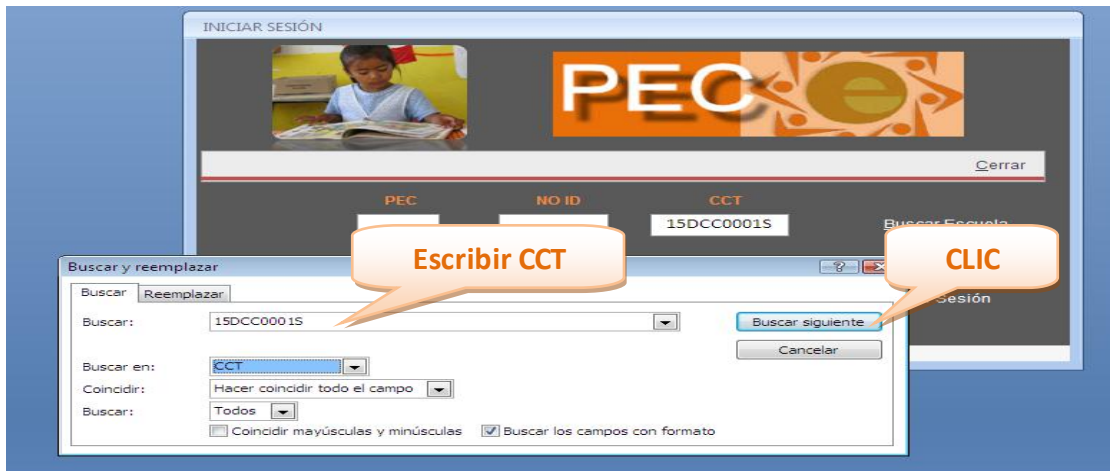 INICIAR SESIÓN
PEC e
Cerrar
PEC NO ID CCT
15DCC0001S Buscar Escuela
Escribir CCT
CLIC
Buscar y reemplazar
Buscar Reemplazar
Sesión
Buscar: 15DCC0001S Buscar siguiente
Cancelar
Buscar en: CCT
Coincidir: Hacer coincidir todo el campo
Buscar: Todos
Coincidir mayúsculas y minúsculas Buscar los campos con formato